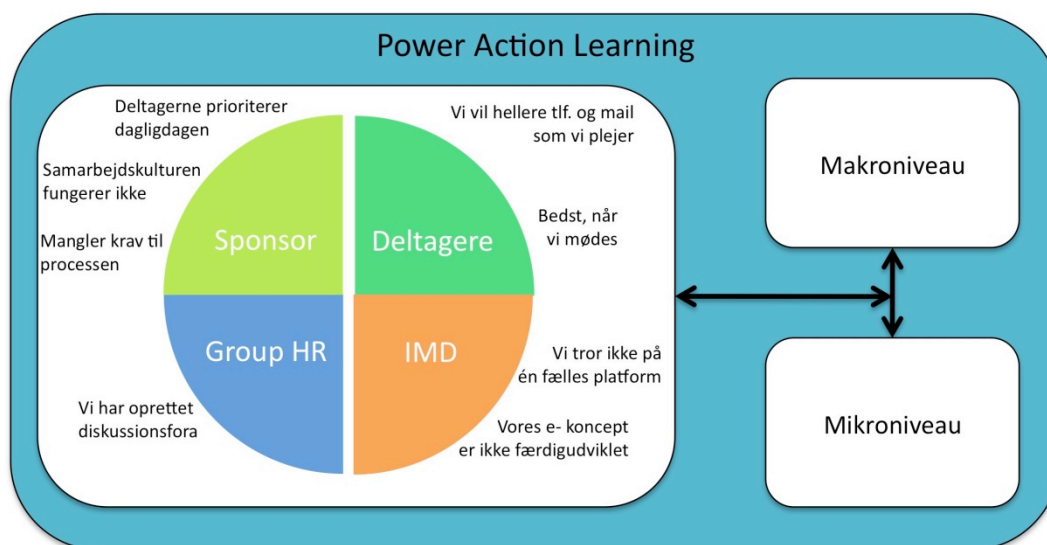 Power Action Learning
Deltagerne prioriterer
dagligdagen
Samarbejdskulturen
fungerer ikke
Mangler krav til
processen
Sponsor
Vi vil hellere tlf. og mail
som vi plejer
Bedst, når
vi mødes
Deltagere
Group HR
Vi har oprettet
diskussionsfora
IMD
Vi tror ikke på
én fælles platform
Vores e- koncept
er ikke færdigudviklet
Makroniveau
Mikroniveau